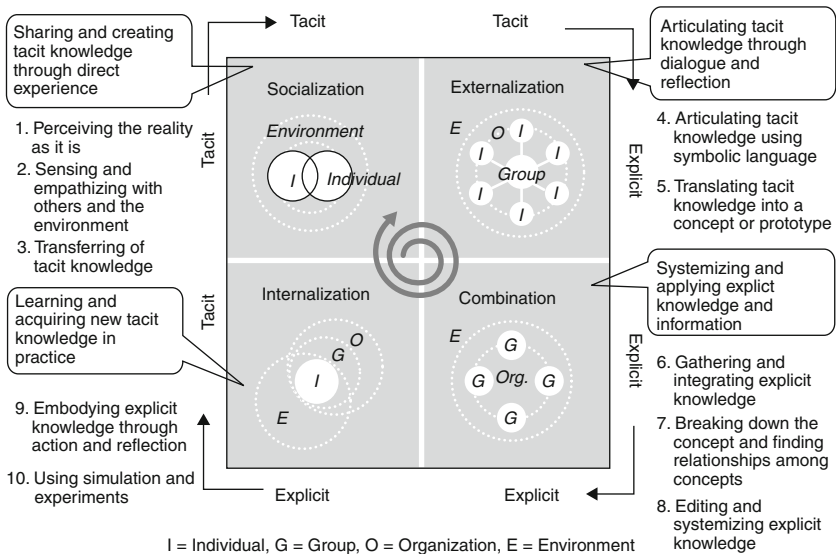 Tacit
Tacit
Sharing and creating
tacit knowledge
through direct
experience
Articulating tacit
knowledge through
dialogue and
reflection
Socialization
Externalization
1. Perceiving the reality
as it is
2. Sensing and
empathizing with
others and the
environment
3. Transferring of
tacit knowledge
Tacit
Environment
I
Individual
E
O
I
I
I
Group
I
I
I
Explicit
4. Articulating tacit
knowledge using
symbolic language
5. Translating tacit
knowledge into a
concept or prototype
Learning and
acquiring new tacit
knowledge in
practice
Tacit
Internalization
Combination
Systemizing and
applying explict
knowledge and
information
O
G
I
E
E
G
G
Org.
G
G
Explicit
9. Embodying explicit
knowledge through
action and reflection
10. Using simulation and
experiments
6. Gathering and
integrating explicit
knowledge
7. Breaking down the
concept and finding
relationships among
concepts
8. Editing and
systemizing explicit
knowledge
Explicit
Explicit
I = Individual, G = Group, O = Organization, E = Environment